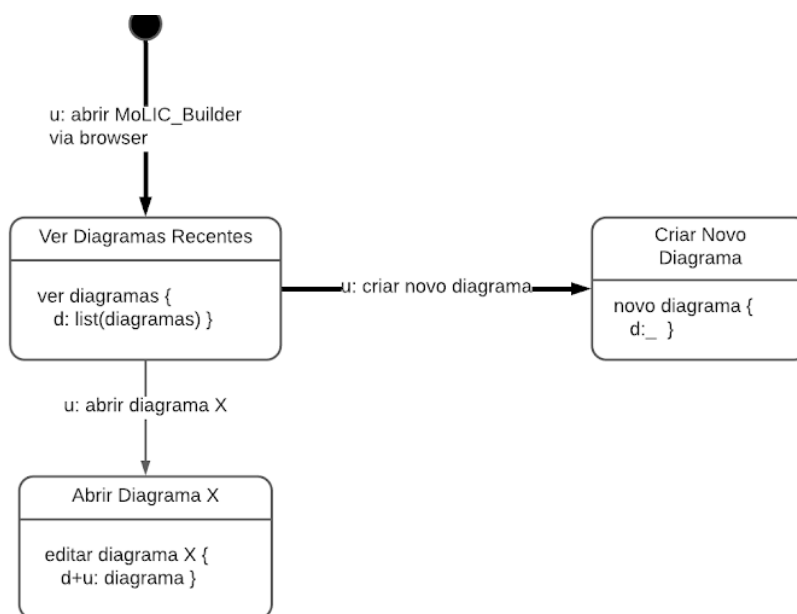 u: abrir MoLIC_Builder
via browser
Ver Diagramas Recentes
ver diagramas {
d: list(diagramas) }
u: criar novo diagrama
Criar Novo
Diagrama
novo diagrama {
d:_ }
u: abrir diagrama X
Abrir Diagrama X
editar diagrama X {
d+u: diagrama }